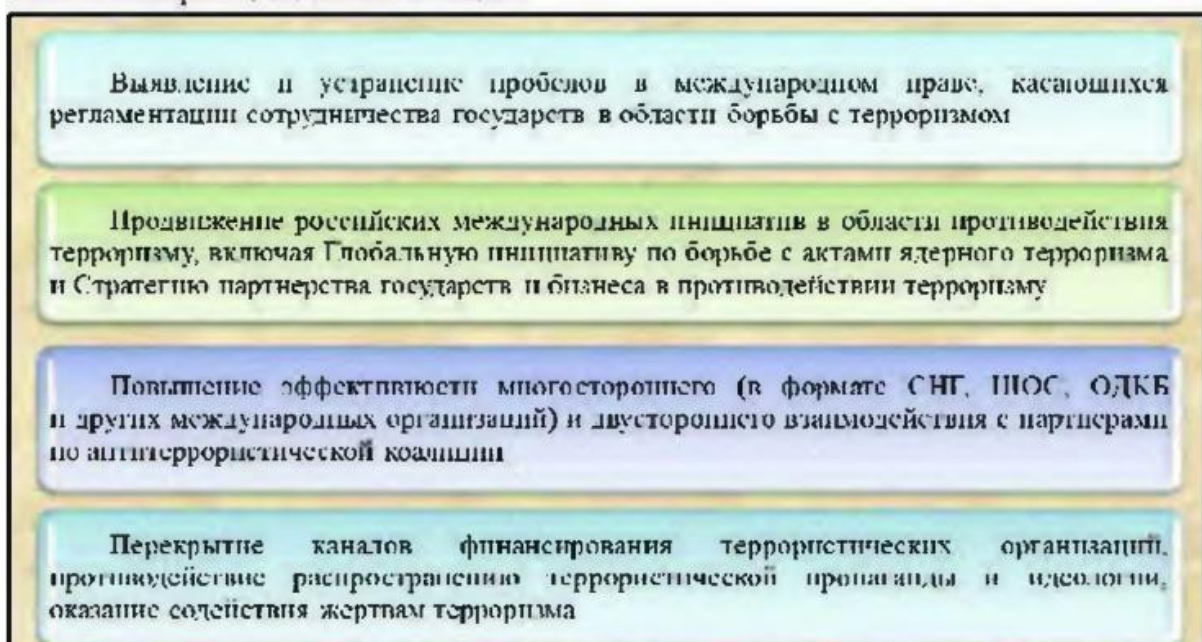 Выявление и устранение пробелов в международном праве, касающихся
регламентации сотрудничества государств в области борьбы с терроризмом
Продвижение российских международных инициатив в области противодействия
терроризму, включая Глобальную инициативу по борьбе с актами ядерного терроризма
и Стратегию партнерства государств и бизнеса в противодействии терроризму
Повышение эффективности многостороннего (в формате СНГ, ШОС, ОДКБ
и других международных организаций) и двустороннего взаимодействия с партнерами
по антитеррористической коалиции
Перекрытие каналов финансирования террористических организаций,
противодействие распространению террористической пропаганды и идеологии,
оказание содействия жертвам терроризма